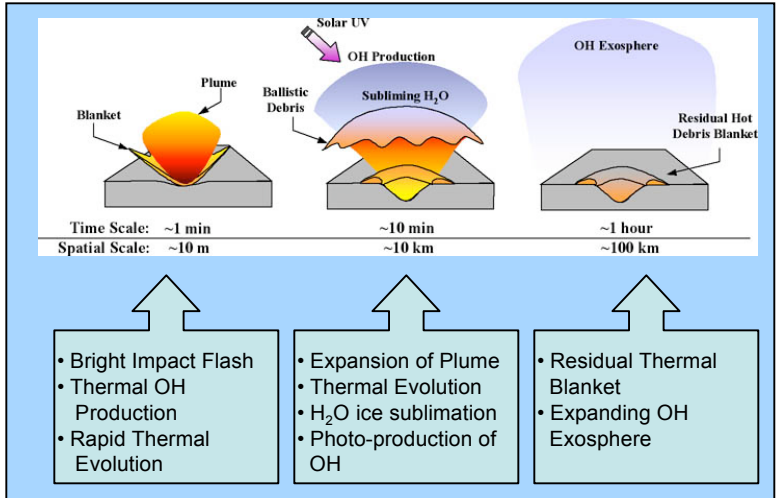 Solar UV
OH Production
OH Exosphere
Plume
Ballistic
Debris
Subliming H₂O
Blanket
Residual Hot
Debris Blanket
Time Scale: ~1 min ~10 min ~1 hour
Spatial Scale: ~10 m ~10 km ~100 km
• Bright Impact Flash
• Thermal OH
Production
• Rapid Thermal
Evolution
• Expansion of Plume
• Thermal Evolution
• H₂O ice sublimation
• Photo-production of
OH
• Residual Thermal
Blanket
• Expanding OH
Exosphere